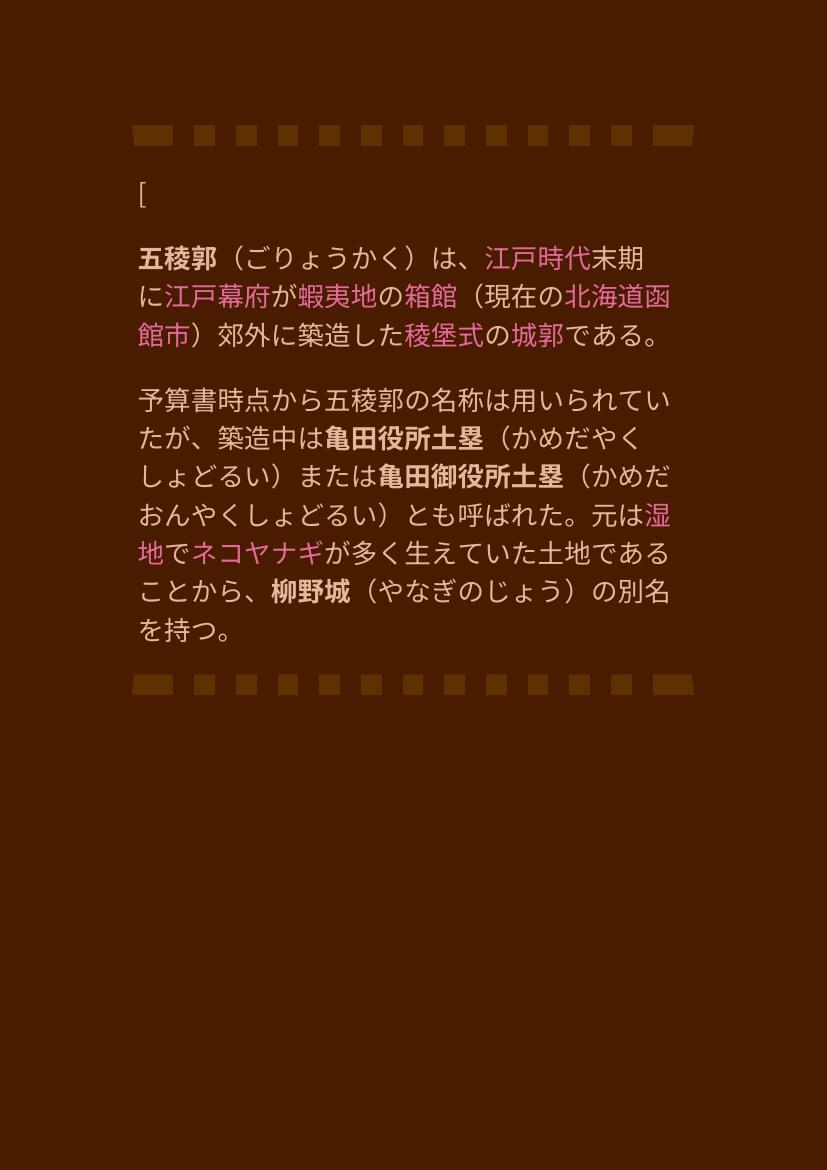 [
五稜郭（ごりょうかく）は、江戸時代末期
に江戸幕府が蝦夷地の箱館（現在の北海道函
館市）郊外に築造した稜堡式の城郭である。
予算書時点から五稜郭の名称は用いられてい
たが、築造中は亀田役所土塁（かめだやく
しょどるい）または亀田御役所土塁（かめだ
おんやくしょどるい）とも呼ばれた。元は湿
地でネコヤナギが多く生えていた土地である
ことから、柳野城（やなぎのじょう）の別名
を持つ。